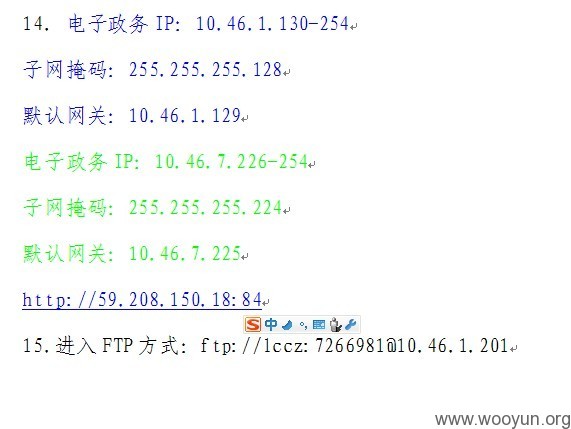 14. 电子政务 IP: 10.46.1.130-254
子网掩码: 255.255.255.128
默认网关: 10.46.1.129
电子政务 IP: 10.46.7.226-254
子网掩码: 255.255.255.224
默认网关: 10.46.7.225
http://59.208.150.18:84
S 中
15.进入 FTP 方式: ftp://lccz:7266981@10.46.1.201
www.wooyun.org